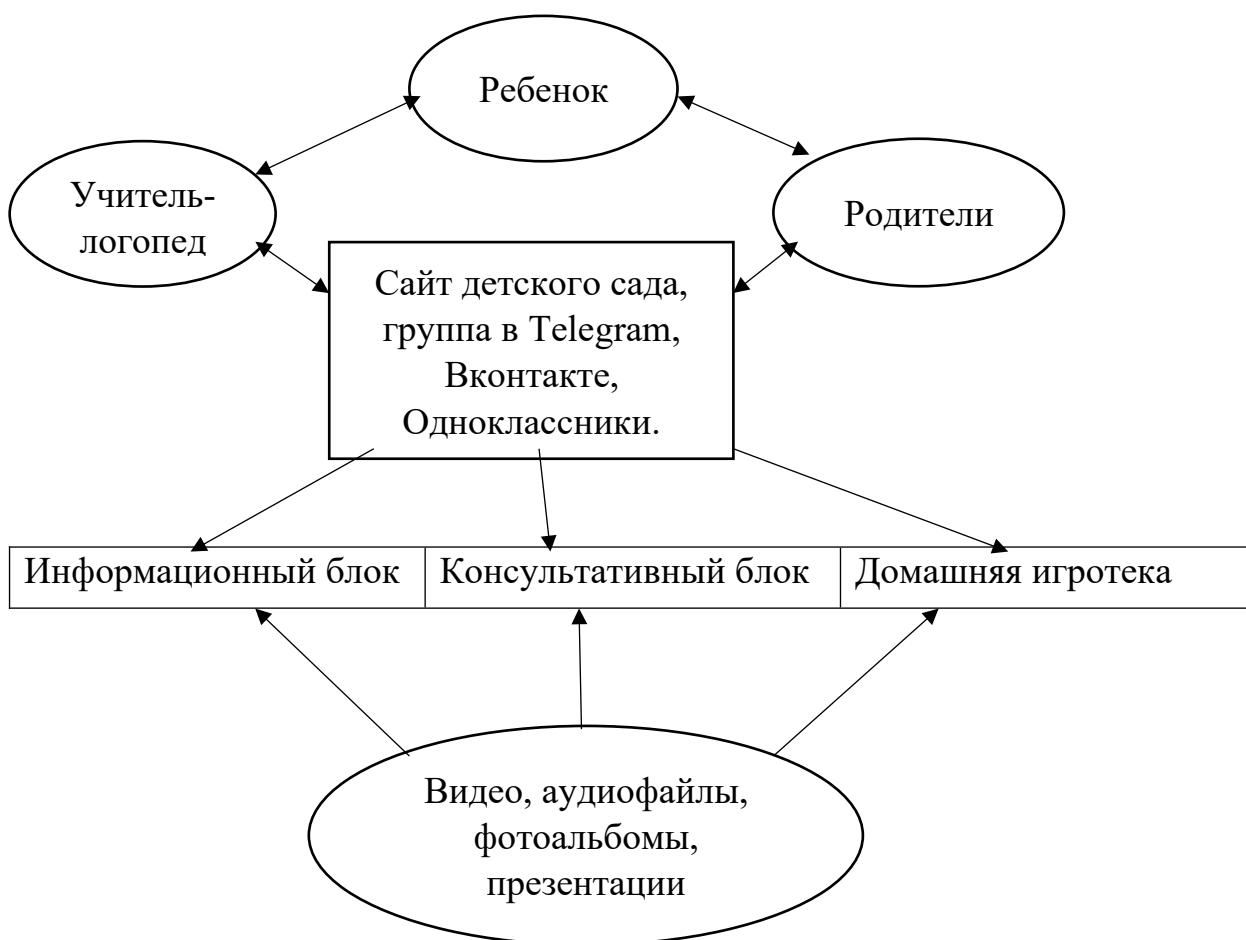 Ребенок
Учитель-
логопед
Родители
Сайт детского сада,
группа в Telegram,
Вконтакте,
Одноклассники.
Информационный блок
Консультативный блок
Домашняя игротека
Видео, аудиофайлы,
фотоальбомы,
презентации